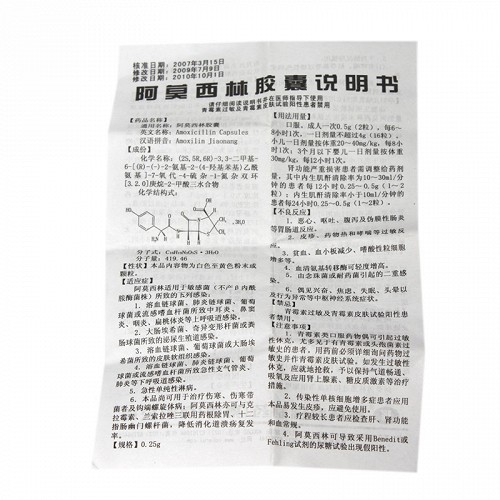 核准日期：2007年3月15日
修改日期：2009年7月9日
修改日期：2010年10月1日
阿莫西林胶囊说明书
请仔细阅读说明书并在医师指导下使用
青霉素过敏及青霉素皮肤试验阳性患者禁用
【药品名称】
通用名称：阿莫西林胶囊
英文名称：Amoxicillin Capsules
汉语拼音：Amoxilin Jiaonang
【成份】
化学名称：(2S,5R,6R)-3,3-二甲基-
6-[(R)-(-)-2-氨基-2-(4-羟基苯基)乙酰
氨基]-7-氧代-4-硫杂-1-氮杂双环
[3.2.0]庚烷-2-甲酸三水合物
化学结构式：
分子式：C₁₆H₁₉N₃O₅S·3H₂O
分子量：419.46
【性状】本品内容物为白色至黄色粉末或
颗粒。
【适应症】
阿莫西林适用于敏感菌（不产β内酰
胺酶菌株）所致的下列感染：
1．溶血链球菌、肺炎链球菌、葡萄
球菌或流感嗜血杆菌所致中耳炎、鼻窦
炎、咽炎、扁桃体炎等上呼吸道感染。
2．大肠埃希菌、奇异变形杆菌或粪
肠球菌所致的泌尿生殖道感染。
3．溶血链球菌、葡萄球菌或大肠埃
希菌所致的皮肤软组织感染。
4．溶血链球菌、肺炎链球菌、葡萄
球菌或流感嗜血杆菌所致急性支气管炎、
肺炎等下呼吸道感染。
5．急性单纯性淋病。
6．本品尚可用于治疗伤寒、伤寒带
菌者及钩端螺旋体病；阿莫西林亦可与克
拉霉素、兰索拉唑三联用药根除胃、十二
指肠幽门螺杆菌，降低消化道溃疡复发
率。
【规格】0.25g
【用法用量】
口服。成人一次0.5g（2粒），每6～
8小时1次，一日剂量不超过4g（16粒）。
小儿一日剂量按体重20～40mg/kg，每8小
时1次；3个月以下婴儿一日剂量按体重
30mg/kg，每12小时1次。
肾功能严重损害患者需调整给药剂
量，其中内生肌酐清除率为10～30ml/分
钟的患者每12小时0.25～0.5g（1～2
粒）；内生肌酐清除率小于10ml/分钟的患
者每24小时0.25～0.5g（1～2粒）。
【不良反应】
1．恶心、呕吐、腹泻及伪膜性肠炎
等胃肠道反应。
2．皮疹、药物热和哮喘等过敏反
应。
3．贫血、血小板减少、嗜酸性粒细胞
增多等。
4．血清氨基转移酶可轻度增高。
5．由念珠菌或耐药菌引起的二重感
染。
6．偶见兴奋、焦虑、失眠、头晕以
及行为异常等中枢神经系统症状。
【禁忌】
青霉素过敏及青霉素皮肤试验阳性患者
禁用。
【注意事项】
1．青霉素类口服药物偶可引起过敏
性休克，尤多见于有青霉素或头孢菌素过
敏史的患者。用药前必须详细询问药物过
敏史并作青霉素皮肤试验。如发生过敏性
休克，应就地抢救，予以保持气道畅通、
吸氧及应用肾上腺素、糖皮质激素等治疗
措施。
2．传染性单核细胞增多症患者应用
本品易发生皮疹，应避免使用。
3．疗程较长患者应检查肝、肾功能
和血常规。
4．阿莫西林可导致采用Benedit或
Fehling试剂的尿糖试验出现假阳性。